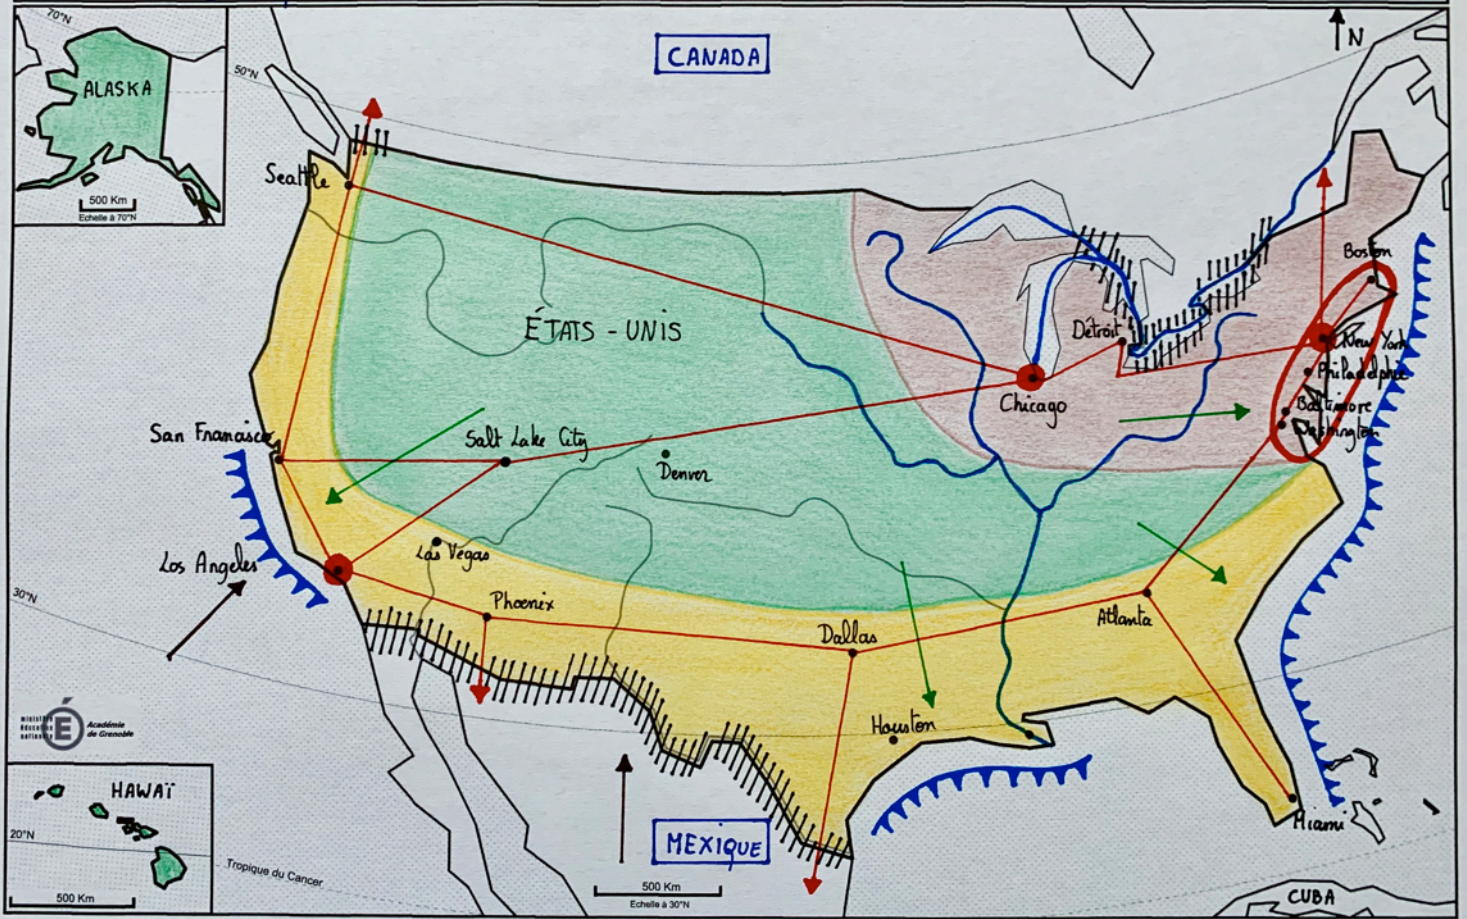 70°N
ALASKA
500 Km
Echelle à 70°N
50°N
CANADA
N
Seattle
ÉTATS - UNIS
Boston
Détroit
New York
Philadelphie
Chicago
Baltimore
Washington
San Francisco
Salt Lake City
Denver
Las Vegas
Los Angeles
30°N
Phoenix
Dallas
Atlanta
Houston
Miami
É
Académie
de Grenoble
HAWAÏ
20°N
500 Km
Tropique du Cancer
MEXIQUE
500 Km
Echelle à 30°N
CUBA